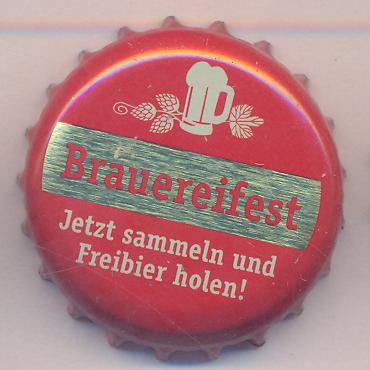 Brauereifest
Jetzt sammeln und
Freibier holen!